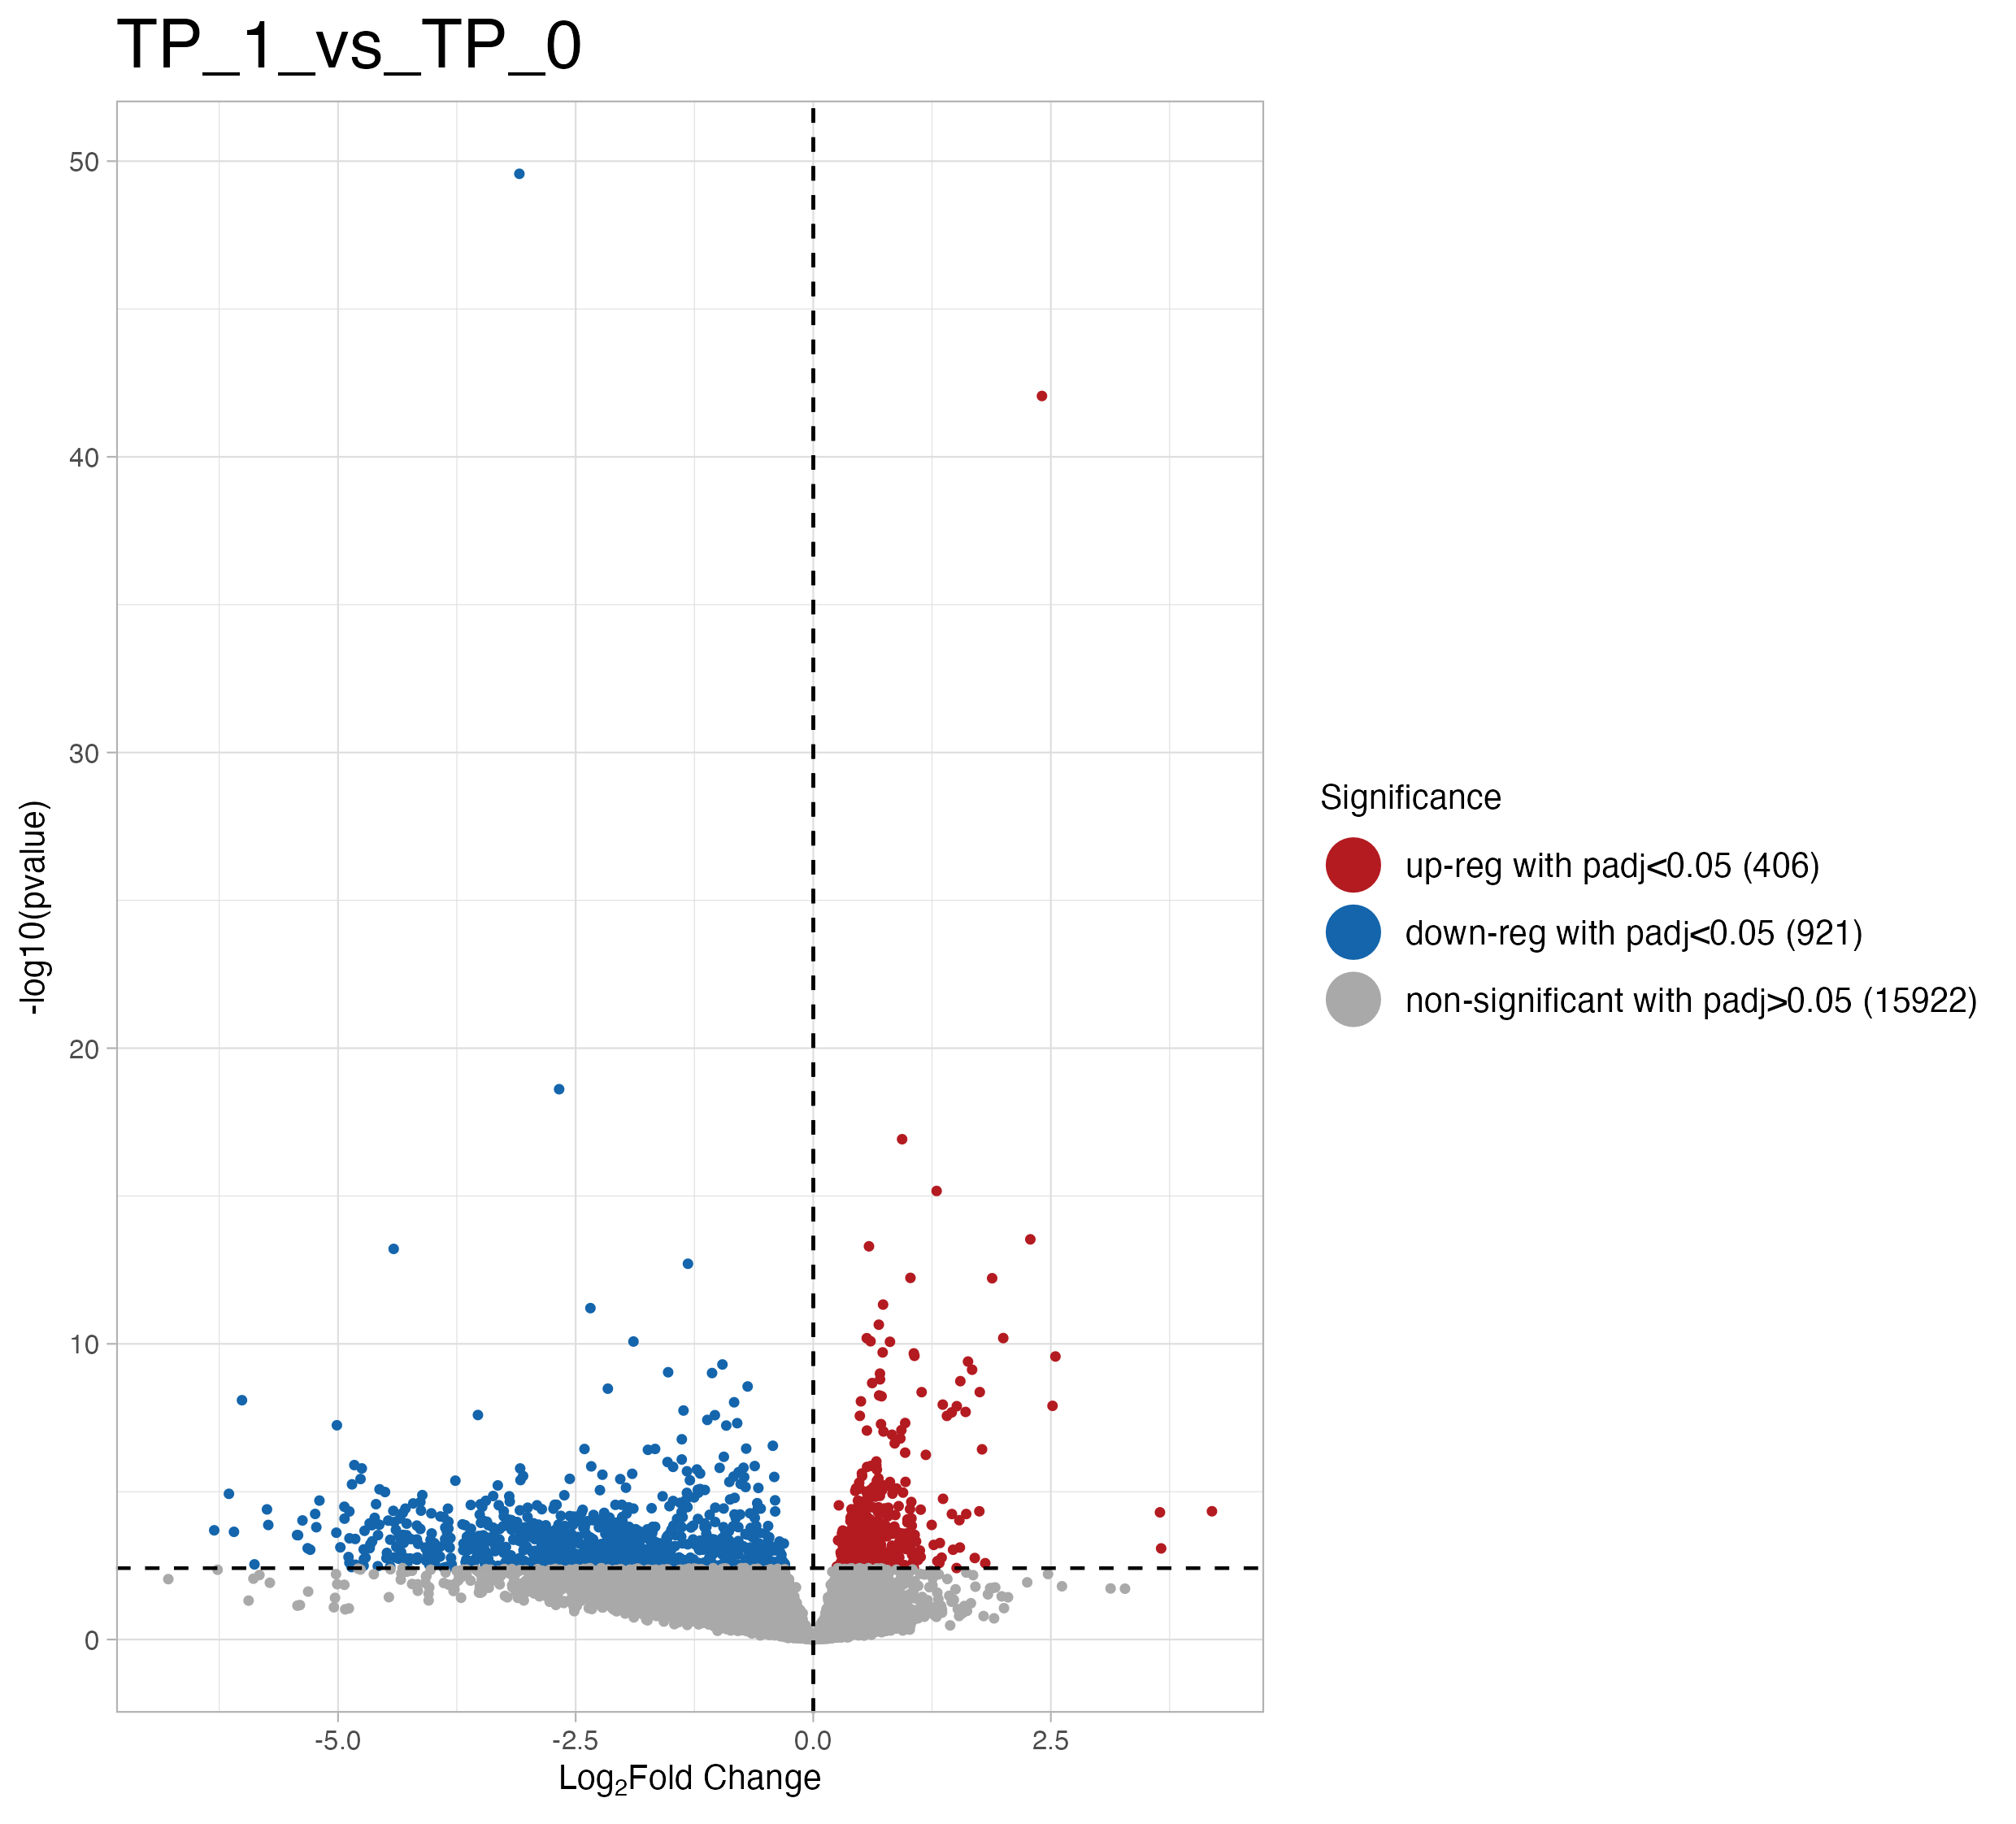 TP_1_vs_TP_0
50
40
30
20
10
0
-log10(pvalue)
-5.0
-2.5
0.0
2.5
Log₂Fold Change
Significance
up-reg with padj<0.05 (406)
down-reg with padj<0.05 (921)
non-significant with padj>0.05 (15922)